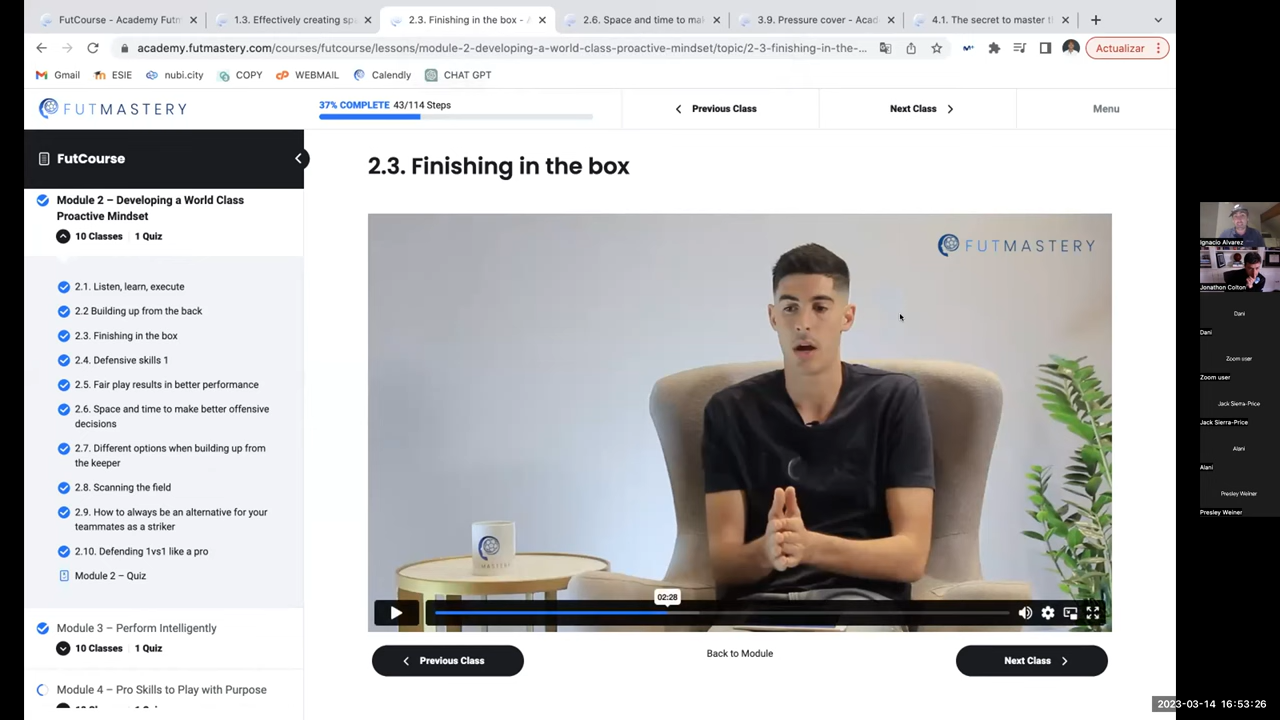 FutCourse - Academy Futn
1.3. Effectively creating sp
2.3. Finishing in the box - A
2.6. Space and time to mak
3.9. Pressure cover - Acad
4.1. The secret to master t
academy.futmastery.com/courses/futcourse/lessons/module-2-developing-a-world-class-proactive-mindset/topic/2-3-finishing-in-the-...
Actualizar
Gmail
ESIE
nubi.city
COPY
WEBMAIL
Calendly
CHAT GPT
FUTMASTERY
37% COMPLETE 43/114 Steps
Previous Class
Next Class
Menu
FutCourse
Module 2 – Developing a World Class
Proactive Mindset
10 Classes | 1 Quiz
2.1. Listen, learn, execute
2.2 Building up from the back
2.3. Finishing in the box
2.4. Defensive skills 1
2.5. Fair play results in better performance
2.6. Space and time to make better offensive
decisions
2.7. Different options when building up from
the keeper
2.8. Scanning the field
2.9. How to always be an alternative for your
teammates as a striker
2.10. Defending 1vs1 like a pro
Module 2 – Quiz
Module 3 – Perform Intelligently
10 Classes | 1 Quiz
Module 4 – Pro Skills to Play with Purpose
2.3. Finishing in the box
FUTMASTERY
02:28
Previous Class
Back to Module
Next Class
Ignacio Alvarez
Jonathon Colton
Dani
Dani
Zoom user
Zoom user
Jack Sierra-Price
Jack Sierra-Price
Alani
Alani
Presley Weiner
Presley Weiner
2023-03-14 16:53:26